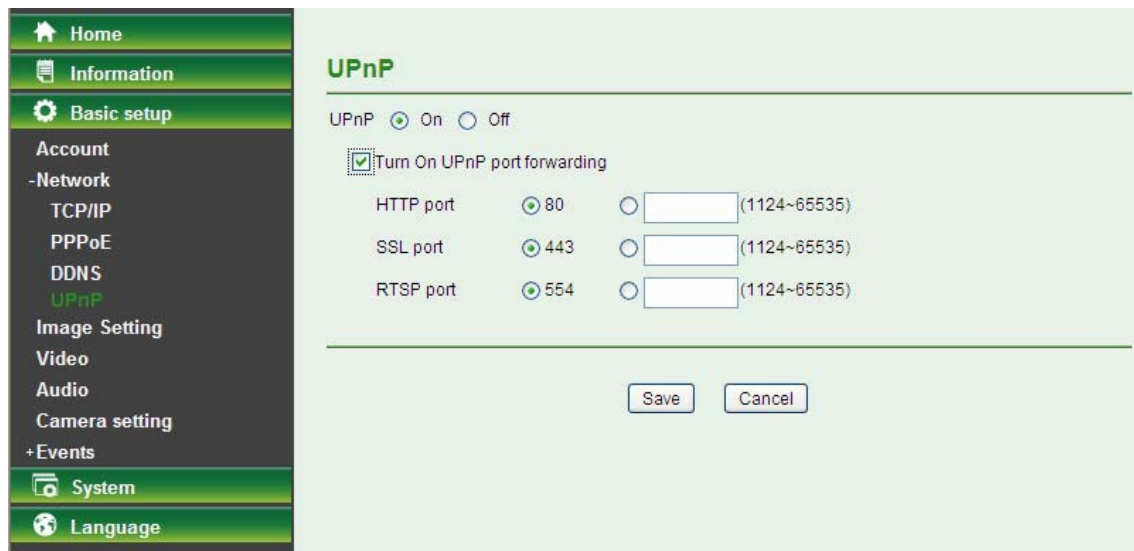 Home
Information
Basic setup
Account
-Network
TCP/IP
PPPoE
DDNS
UPnP
Image Setting
Video
Audio
Camera setting
+Events
System
Language
UPnP
UPnP On Off
Turn On UPnP port forwarding
HTTP port 80 (1124~65535)
SSL port 443 (1124~65535)
RTSP port 554 (1124~65535)
Save Cancel